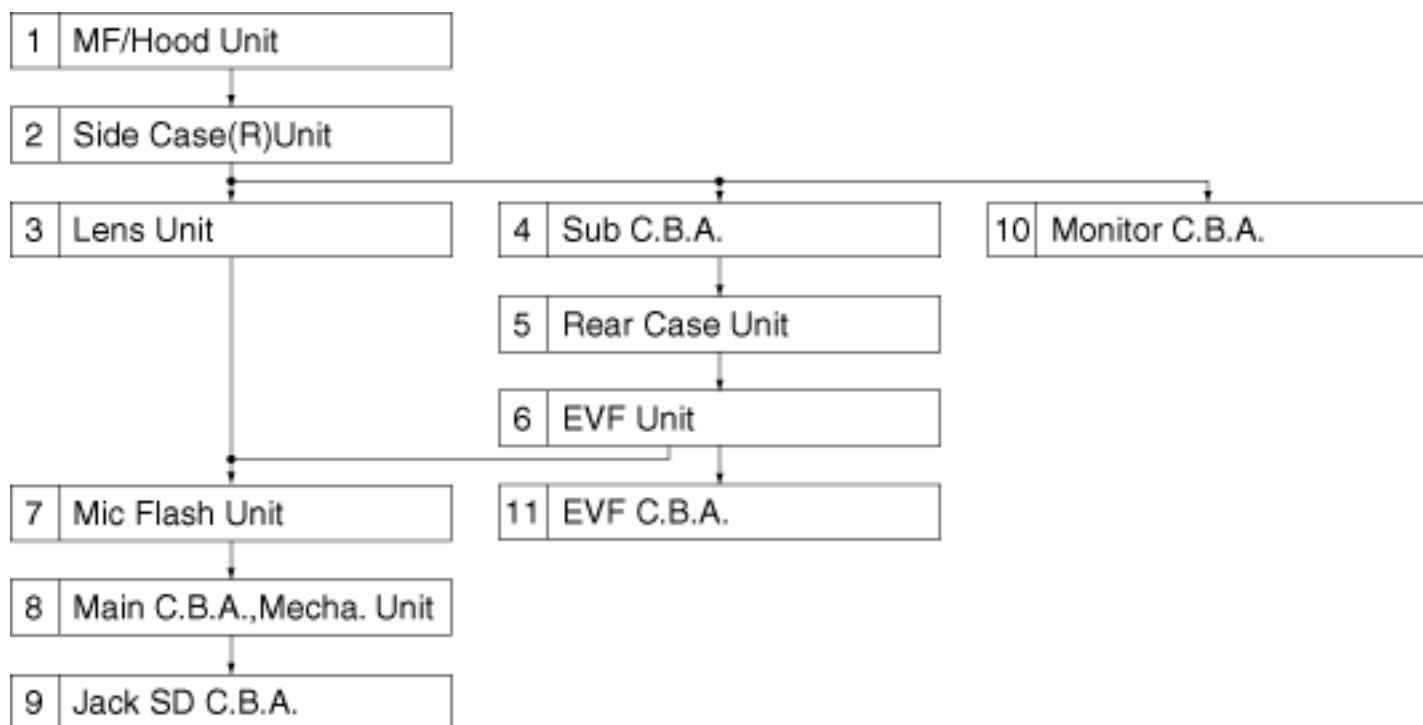 1 MF/Hood Unit
2 Side Case(R)Unit
3 Lens Unit
4 Sub C.B.A.
10 Monitor C.B.A.
5 Rear Case Unit
6 EVF Unit
7 Mic Flash Unit
11 EVF C.B.A.
8 Main C.B.A.,Mecha. Unit
9 Jack SD C.B.A.